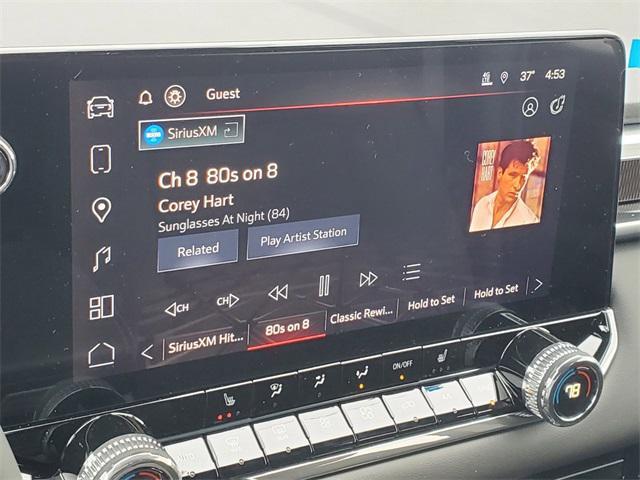 4G LTE 37° 4:53
Guest
SiriusXM
Ch 8 80s on 8
Corey Hart
Sunglasses At Night (84)
COREY HART
Related
Play Artist Station
CH
CH
SiriusXM Hit...
80s on 8
Classic Rewi...
Hold to Set
Hold to Set
ON/OFF
78